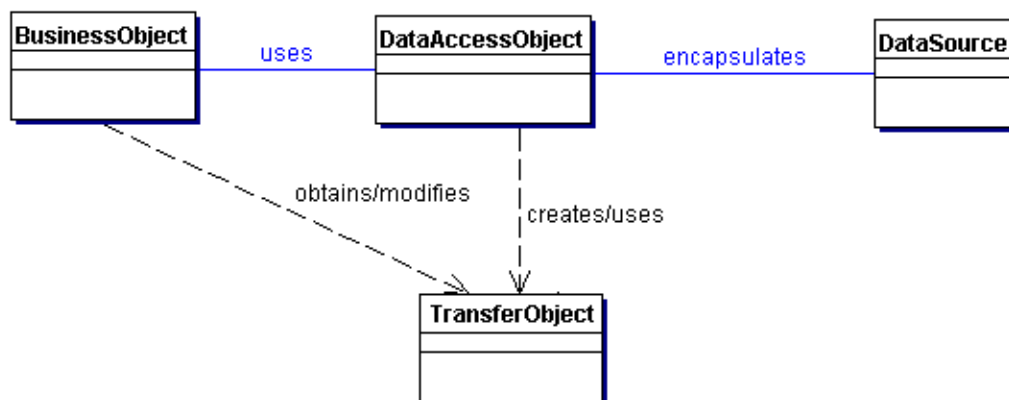 BusinessObject
uses
DataAccessObject
encapsulates
DataSource
obtains/modifies
creates/uses
TransferObject